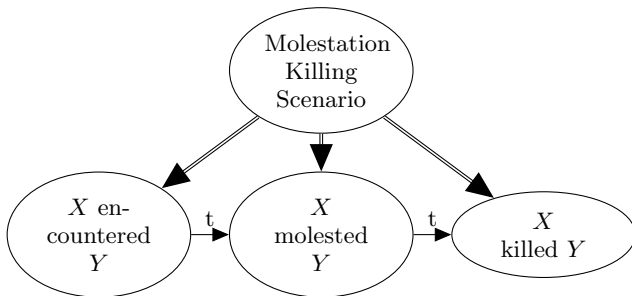 Molestation
Killing
Scenario
X en-
countered
Y
t
X
molested
Y
t
X
killed Y